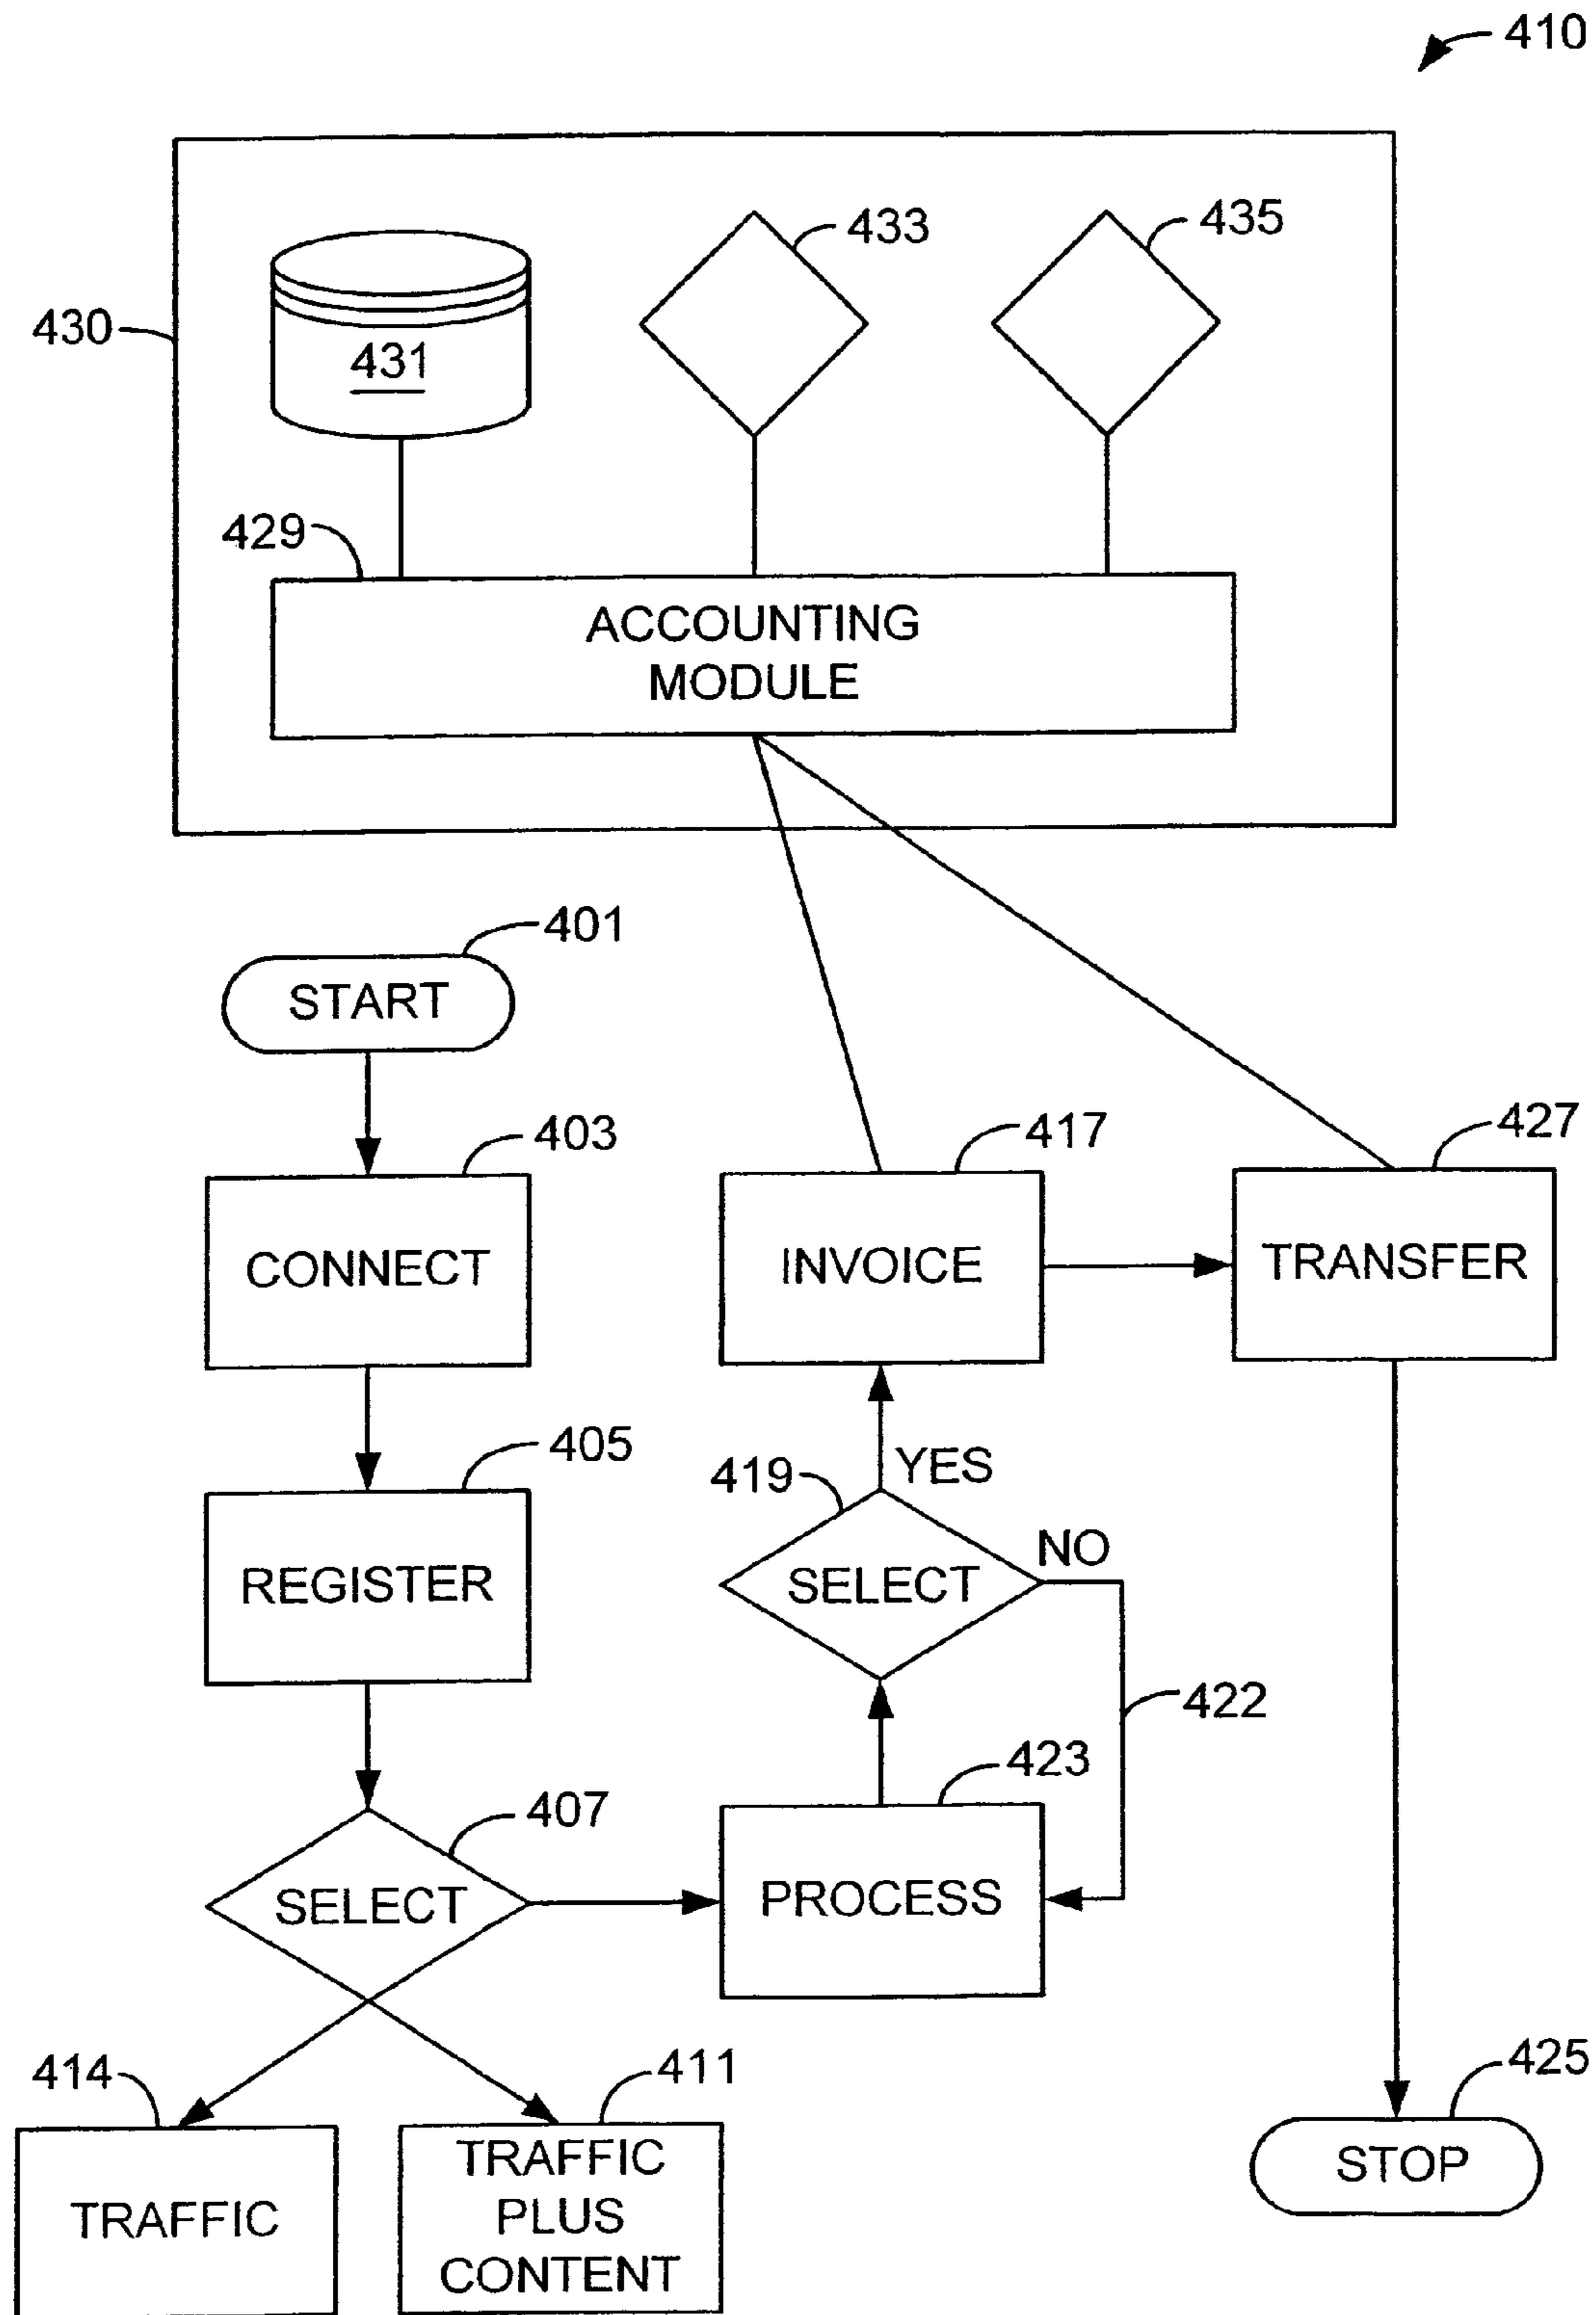 410
433
435
430
431
429
ACCOUNTING
MODULE
401
START
403
417
427
CONNECT
INVOICE
TRANSFER
405
419
YES
NO
REGISTER
SELECT
422
423
407
SELECT
PROCESS
414
411
425
TRAFFIC
TRAFFIC
PLUS
CONTENT
STOP